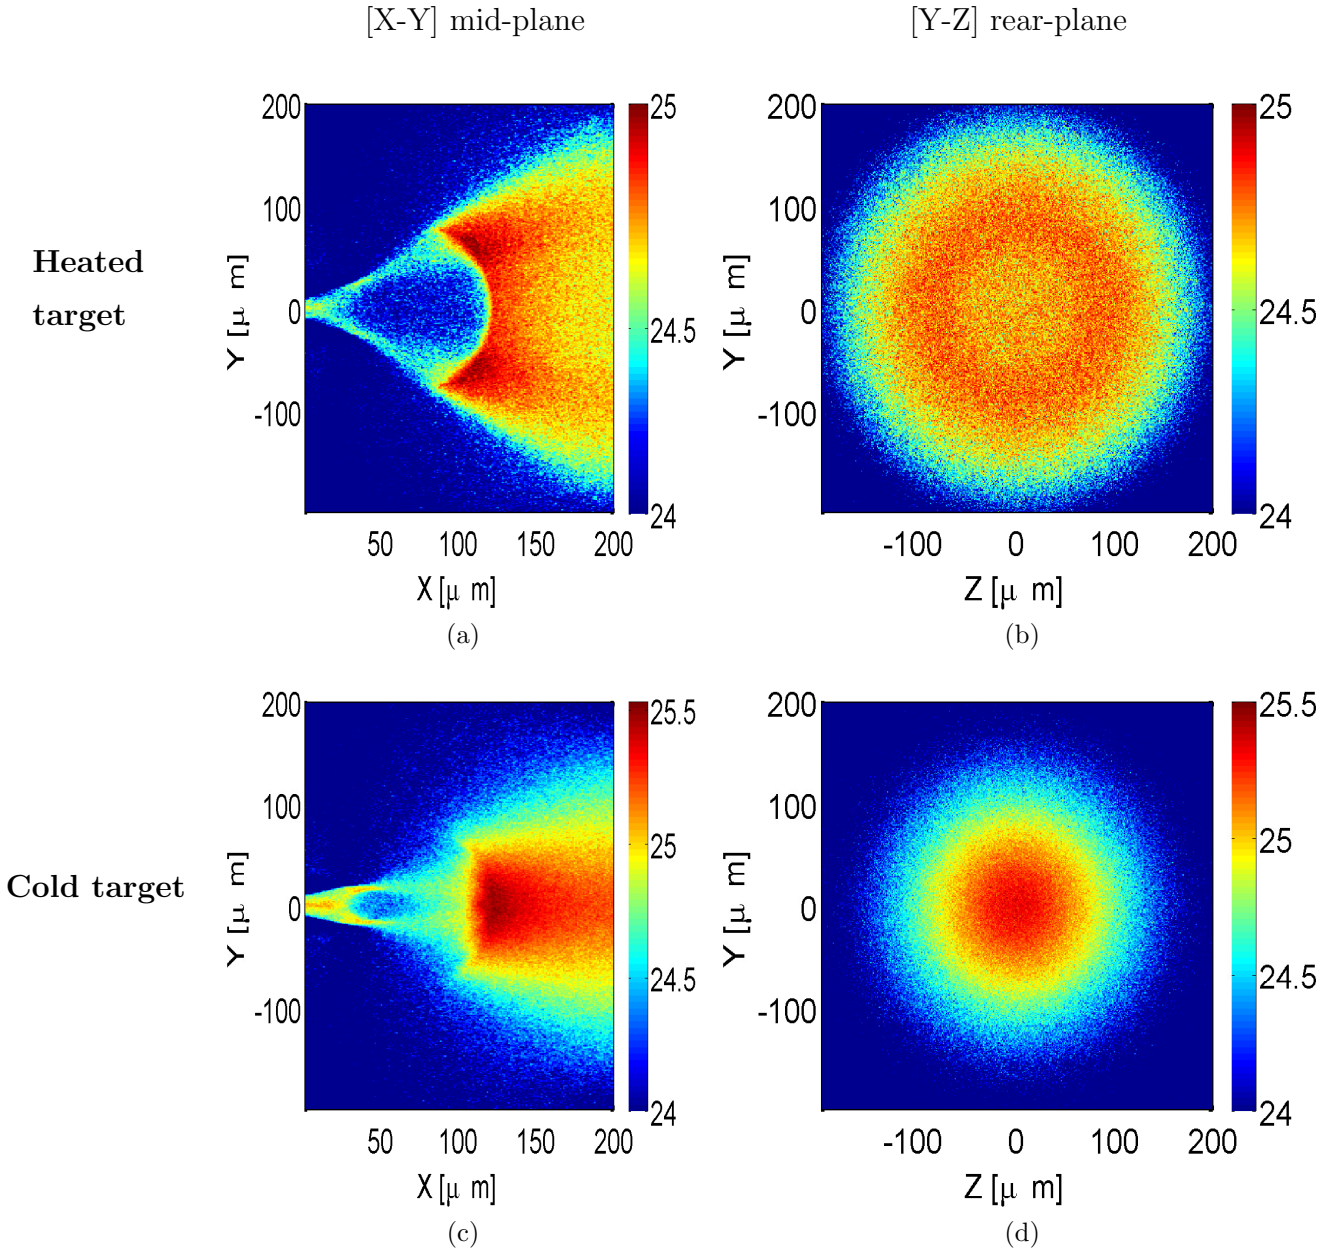 [X-Y] mid-plane
[Y-Z] rear-plane
Heated
target
200
100
0
-100
Y [μ m]
50
100
150
200
X [μ m]
25
24.5
24
(a)
200
100
0
-100
Y [μ m]
-100
0
100
200
Z [μ m]
25
24.5
24
(b)
Cold target
200
100
0
-100
Y [μ m]
50
100
150
200
X [μ m]
25.5
25
24.5
24
(c)
200
100
0
-100
Y [μ m]
-100
0
100
200
Z [μ m]
25.5
25
24.5
24
(d)